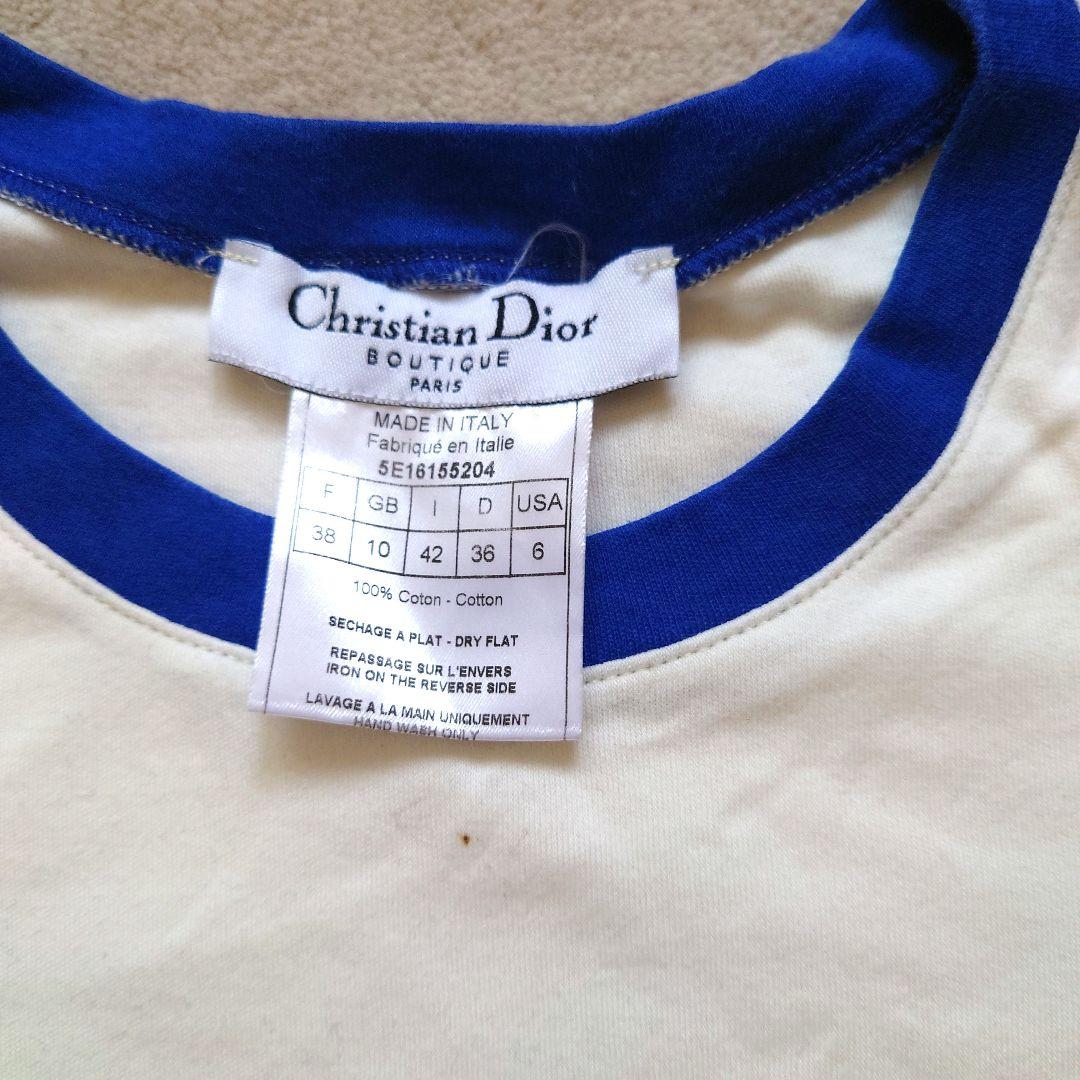 Christian Dior
BOUTIQUE
PARIS
MADE IN ITALY
Fabriqué en Italie
5E16155204
F GB I D USA
38 10 42 36 6
100% Coton - Cotton
SECHAGE A PLAT - DRY FLAT
REPASSAGE SUR L'ENVERS
IRON ON THE REVERSE SIDE
LAVAGE A LA MAIN UNIQUEMENT
HAND WASH ONLY